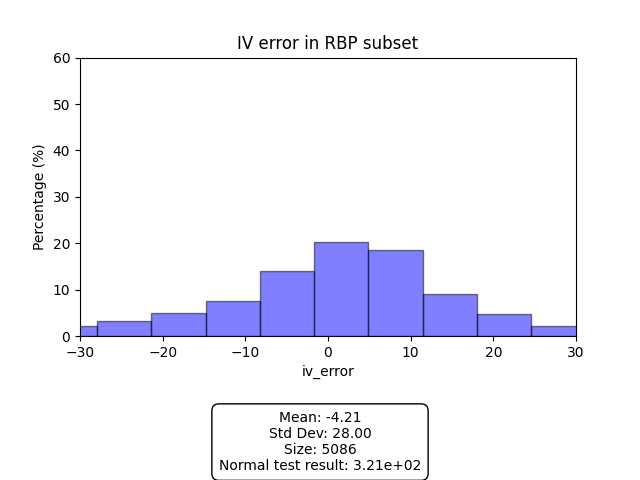 IV error in RBP subset
60
50
40
30
20
10
0
Percentage (%)
−30
−20
−10
0
10
20
30
iv_error
Mean: -4.21
Std Dev: 28.00
Size: 5086
Normal test result: 3.21e+02